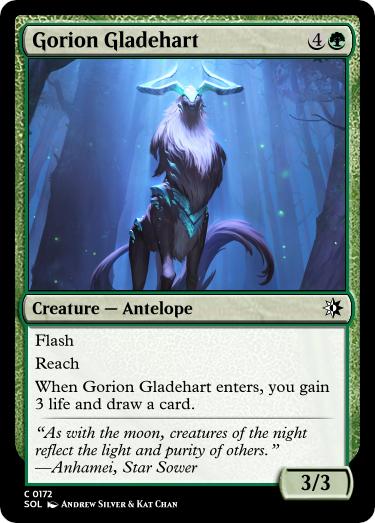 Gorion Gladehart 4
Creature — Antelope
Flash
Reach
When Gorion Gladehart enters, you gain
3 life and draw a card.
“As with the moon, creatures of the night
reflect the light and purity of others.”
—Anhamei, Star Sower
3/3
C 0172
SOL Andrew Silver & Kat Chan